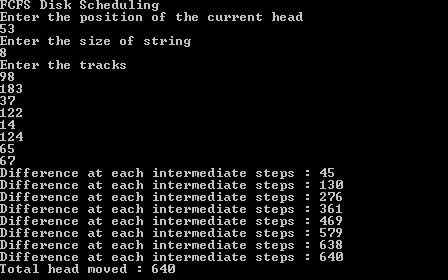 FCFS Disk Scheduling
Enter the position of the current head
53
Enter the size of string
8
Enter the tracks
98
183
37
122
14
124
65
67
Difference at each intermediate steps : 45
Difference at each intermediate steps : 130
Difference at each intermediate steps : 276
Difference at each intermediate steps : 361
Difference at each intermediate steps : 469
Difference at each intermediate steps : 579
Difference at each intermediate steps : 638
Difference at each intermediate steps : 640
Total head moved : 640